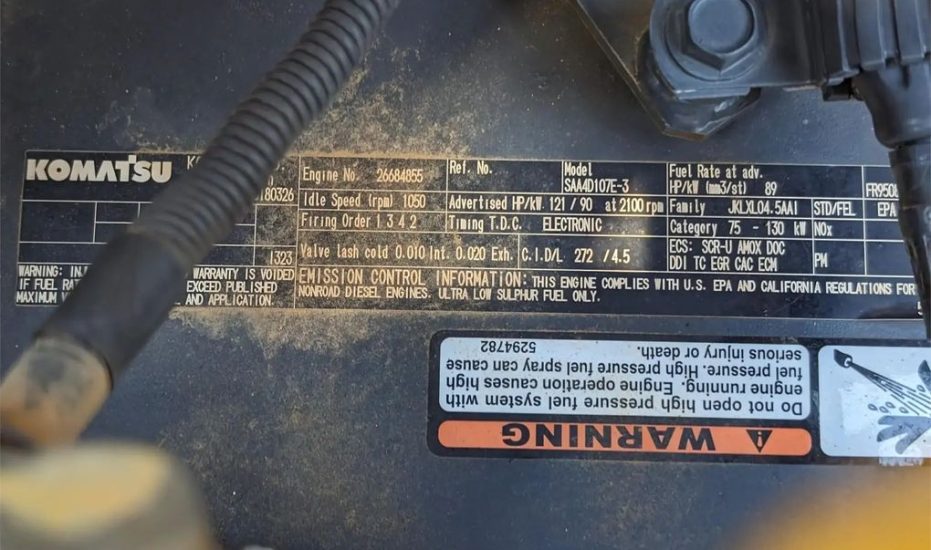 KOMATSU
180326
1323
Engine No. 26684855
Idle Speed (rpm) 1050
Firing Order 1 3 4 2
Valve lash cold 0.010 Int. 0.020 Exh.
Ref. No.
Model SAA4D107E-3
Advertised HP/kW 121 / 90 at 2100 rpm
Timing T.D.C. ELECTRONIC
C.I.D/L 272 / 4.5
Fuel Rate at adv.
HP/kW (mm3/st) 89
Family JKLXL04.5AAI
Category 75 - 130 kW
ECS: SCR-U AMOX DOC
DDI TC EGR CAC ECM
STD/FEL EPA
NOx
PM
WARNING: WARRANTY IS VOIDED
IF FUEL EXCEED PUBLISHED
MAXIMUM AND APPLICATION.
EMISSION CONTROL INFORMATION: THIS ENGINE COMPLIES WITH U.S. EPA AND CALIFORNIA REGULATIONS FOR
NONROAD DIESEL ENGINES. ULTRA LOW SULPHUR FUEL ONLY.
WARNING
Do not open high pressure fuel system with
engine running. Engine operation causes high
fuel pressure. High pressure fuel spray can cause
serious injury or death.
5294782